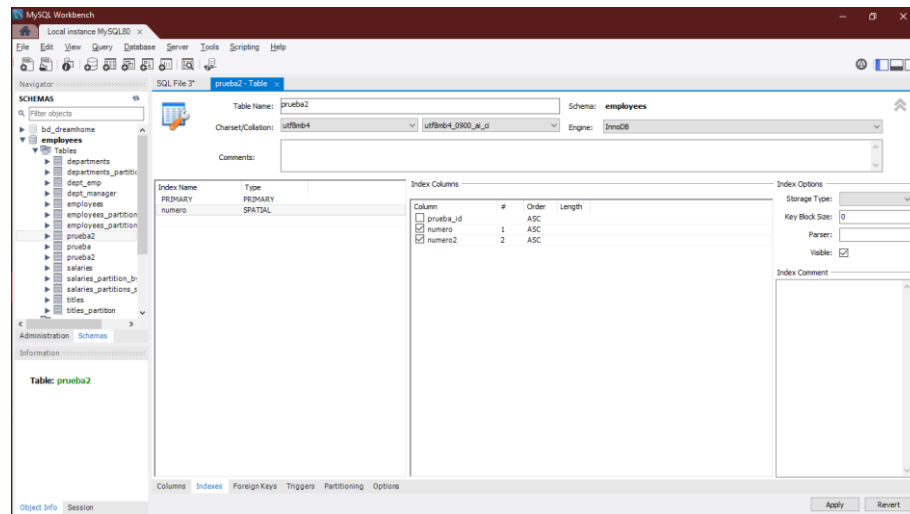 MySQL Workbench
Local instance MySQL80 ×
File Edit View Query Database Server Tools Scripting Help
Navigator
SCHEMAS
Filter objects
bd_dreamhome
employees
Tables
departments
departments_partitic
dept_emp
dept_manager
employees
employees_partition
employees_partition
prueba2
prueba
prueba2
salaries
salaries_partition_by
salaries_partitions_s
titles
titles_partition
Administration Schemas
Information
Table: prueba2
Object Info Session
SQL File 3* prueba2 - Table ×
Table Name: prueba2 Schema: employees
Charset/Collation: utf8mb4 utf8mb4_0900_ai_ci Engine: InnoDB
Comments:
Index Name Type
PRIMARY PRIMARY
numero SPATIAL
Index Columns
Column # Order Length
prueba_id ASC
numero 1 ASC
numero2 2 ASC
Index Options
Storage Type:
Key Block Size: 0
Parser:
Visible:
Index Comment
Columns Indexes Foreign Keys Triggers Partitioning Options
Apply Revert